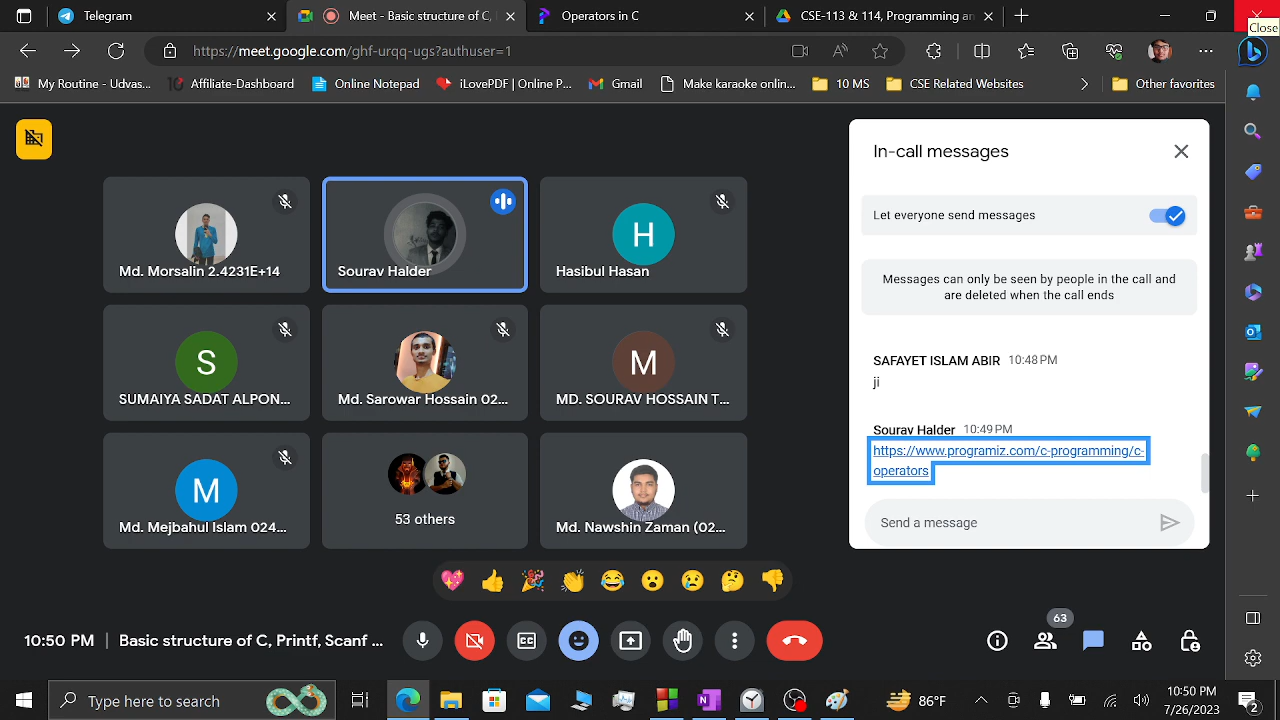 Telegram
Meet - Basic structure of C,
Operators in C
CSE-113 & 114, Programming an
Close
https://meet.google.com/ghf-urqq-ugs?authuser=1
My Routine - Udvas...
10
Affiliate-Dashboard
Online Notepad
iLovePDF | Online P...
Gmail
Make karaoke onlin...
10 MS
CSE Related Websites
Other favorites
Md. Morsalin 2.4231E+14
Sourav Halder
H
Hasibul Hasan
S
SUMAIYA SADAT ALPON...
Md. Sarowar Hossain 02...
M
MD. SOURAV HOSSAIN T...
M
Md. Mejbahul Islam 024...
53 others
Md. Nawshin Zaman (02...
In-call messages
Let everyone send messages
Messages can only be seen by people in the call and
are deleted when the call ends
SAFAYET ISLAM ABIR 10:48 PM
ji
Sourav Halder 10:49 PM
https://www.programiz.com/c-programming/c-
operators
Send a message
10:50 PM | Basic structure of C, Printf, Scanf ...
63
Type here to search
86°F
10:50 PM
7/26/2023
2